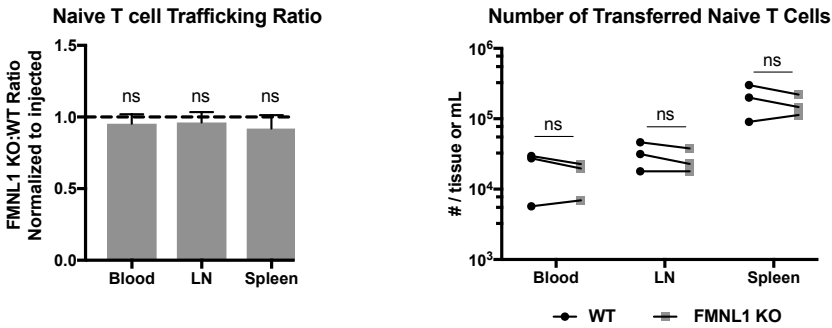 Naive T cell Trafficking Ratio
FMNL1 KO:WT Ratio
Normalized to injected
1.5
1.0
0.5
0.0
ns
ns
ns
Blood
LN
Spleen
Number of Transferred Naive T Cells
# / tissue or mL
10⁶
10⁵
10⁴
10³
ns
ns
ns
Blood
LN
Spleen
WT
FMNL1 KO